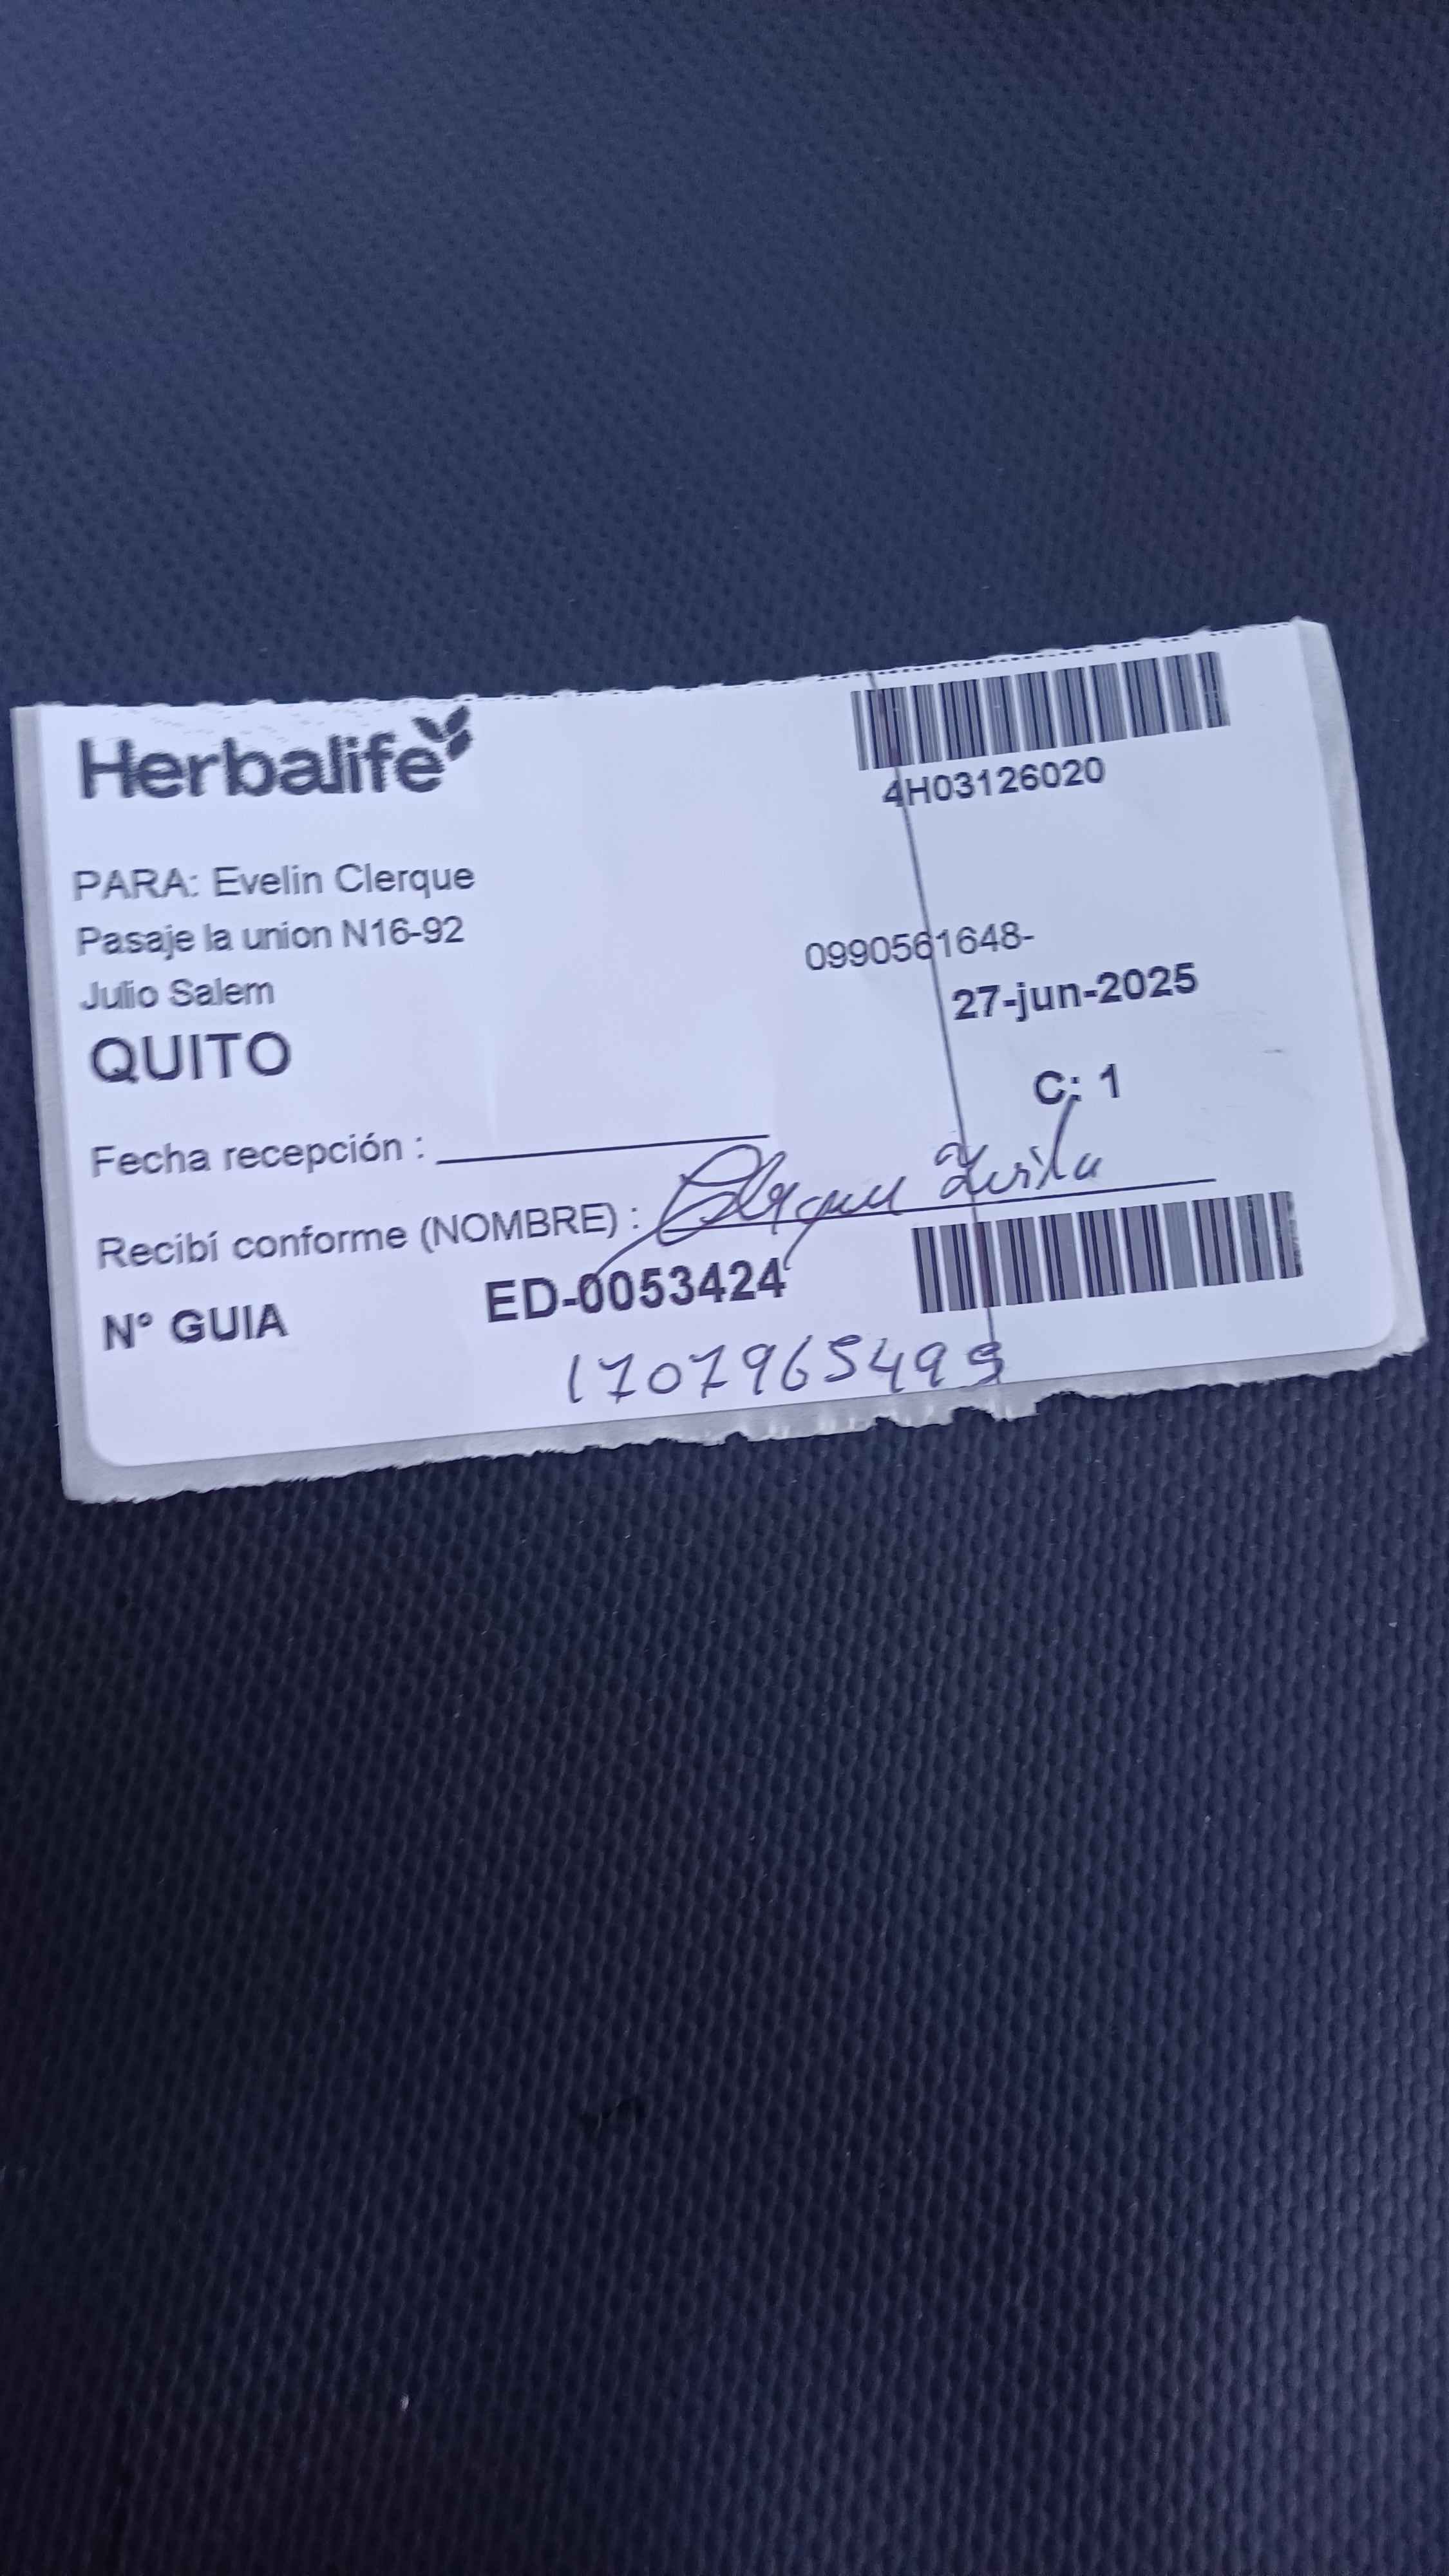 Herbalife
4H03126020
PARA: Evelin Clerque
Pasaje la union N16-92
0990561648-
Julio Salem
27-jun-2025
QUITO
C: 1
Fecha recepción :
Recibí conforme (NOMBRE) :
N° GUIA
ED-0053424
1707965499